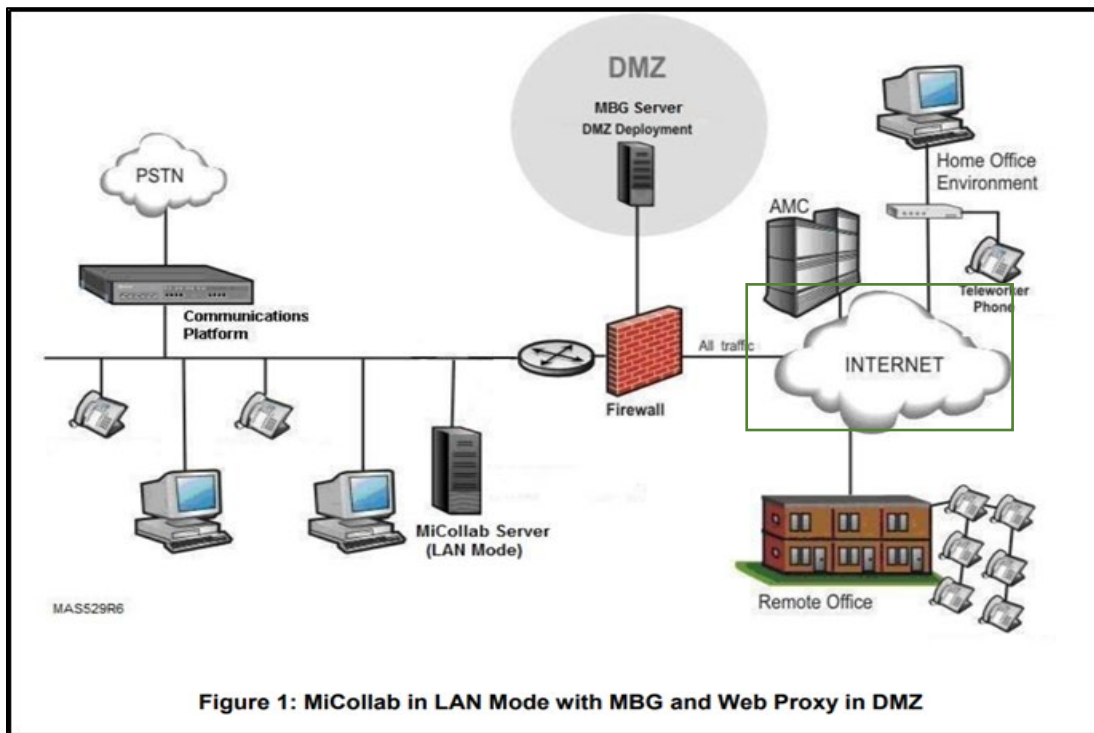 DMZ
MBG Server
DMZ Deployment
PSTN
Home Office
Environment
AMC
Teleworker
Phone
Communications
Platform
All traffic
INTERNET
Firewall
MiCollab Server
(LAN Mode)
Remote Office
MAS529R6
Figure 1: MiCollab in LAN Mode with MBG and Web Proxy in DMZ